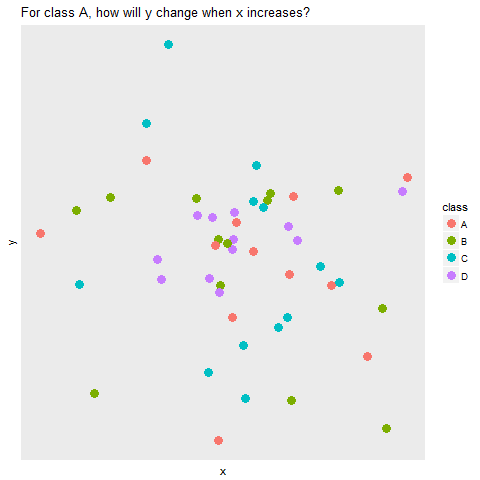 For class A, how will y change when x increases?
y
x
class
A
B
C
D